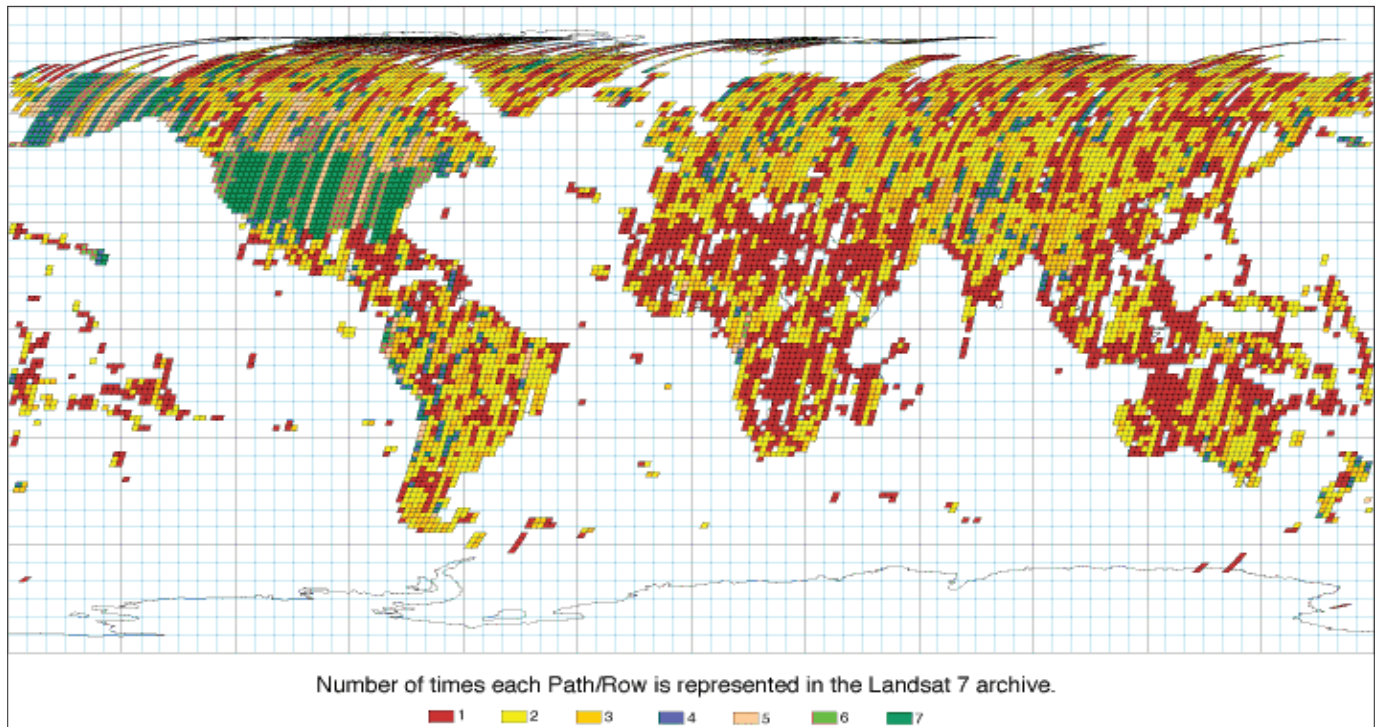 Number of times each Path/Row is represented in the Landsat 7 archive.
1 2 3 4 5 6 7